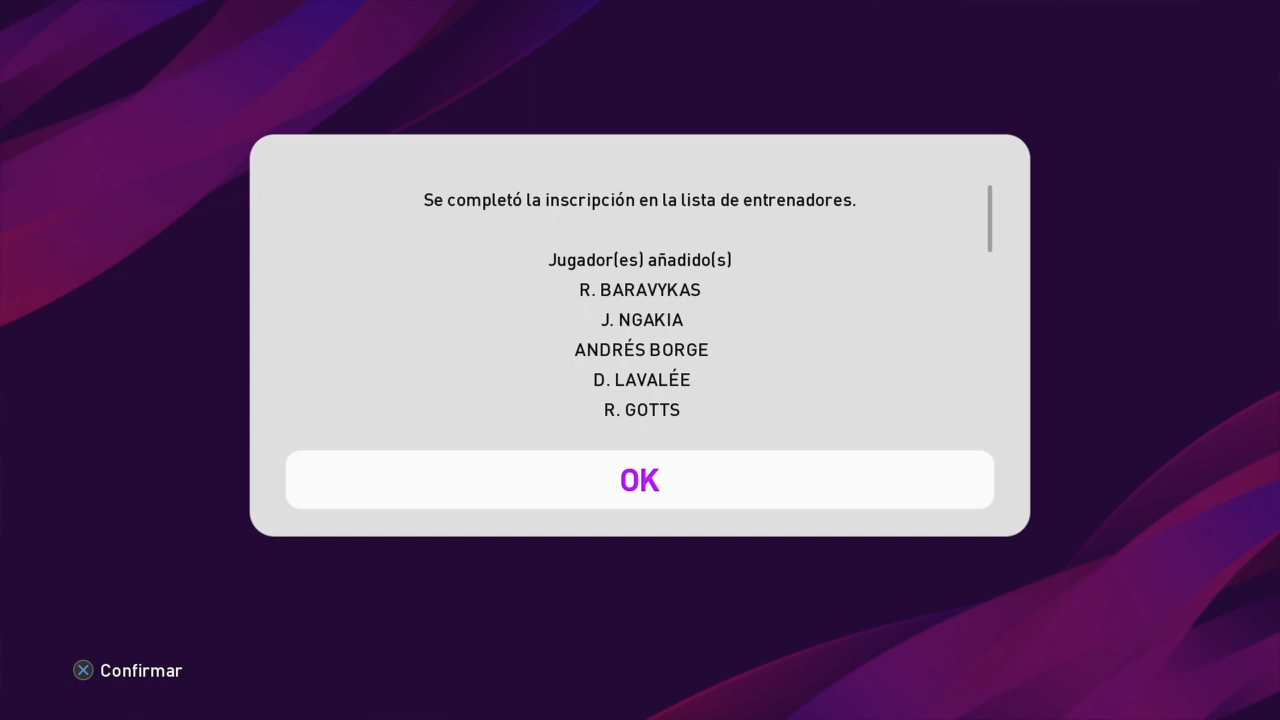 Se completó la inscripción en la lista de entrenadores.
Jugador(es) añadido(s)
R. BARAVYKAS
J. NGAKIA
ANDRÉS BORGE
D. LAVALÉE
R. GOTTS
OK
Confirmar